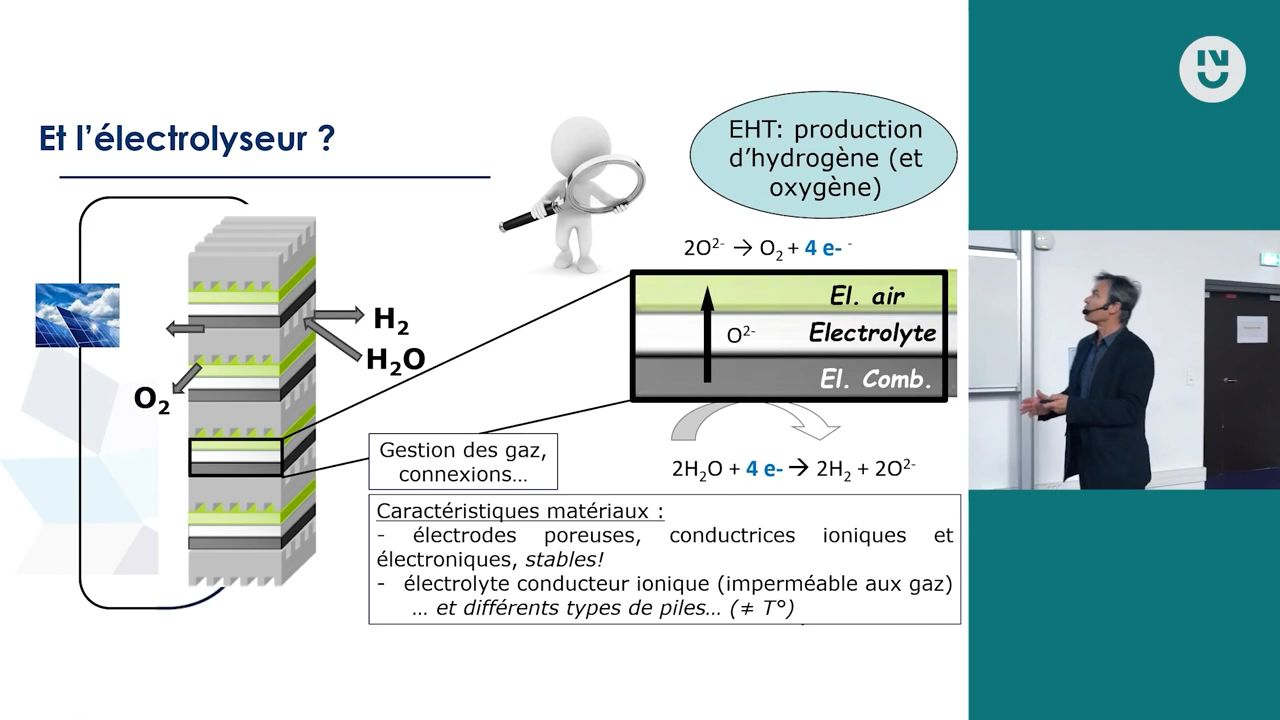 Et l’électrolyseur ?
EHT: production
d’hydrogène (et
oxygène)
2O²⁻ → O₂ + 4 e- -
El. air
O²⁻
Electrolyte
El. Comb.
2H₂O + 4 e- → 2H₂ + 2O²⁻
H₂
H₂O
O₂
Gestion des gaz,
connexions…
Caractéristiques matériaux :
- électrodes poreuses, conductrices ioniques et
électroniques, stables!
- électrolyte conducteur ionique (imperméable aux gaz)
… et différents types de piles… (≠ T°)